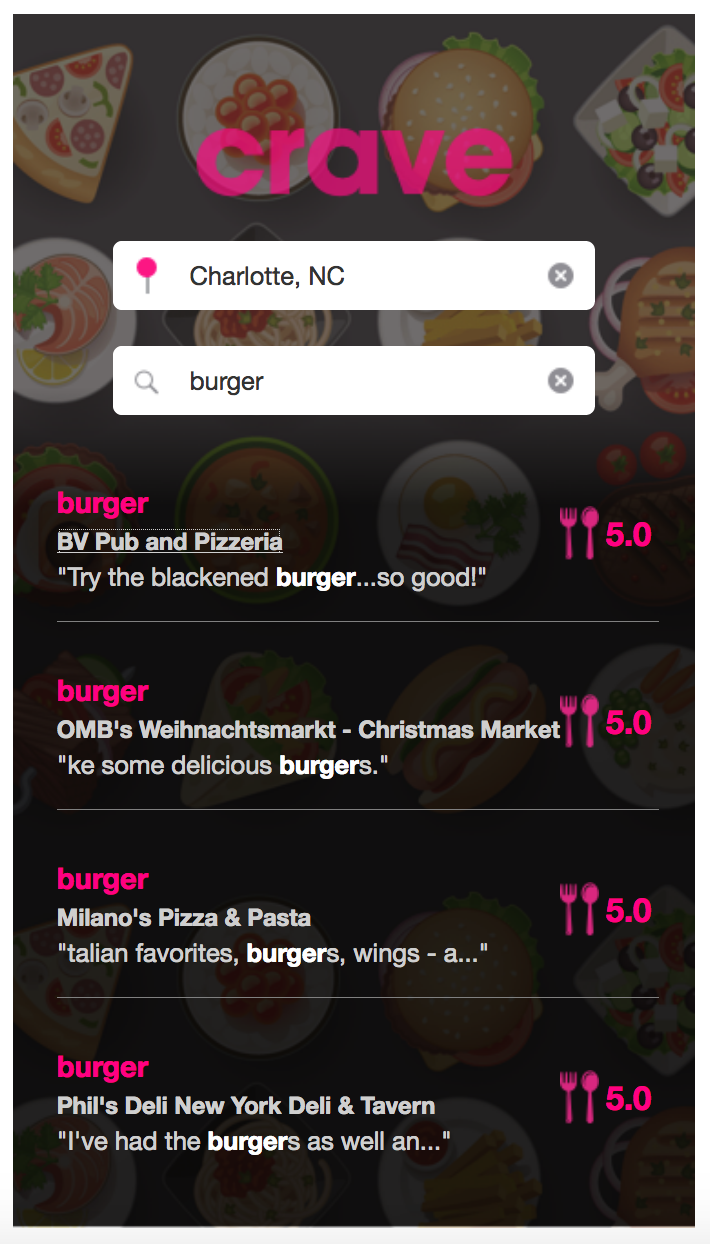 crave
Charlotte, NC
burger
burger
BV Pub and Pizzeria
"Try the blackened burger...so good!"
5.0
burger
OMB's Weihnachtsmarkt - Christmas Market
"ke some delicious burgers."
5.0
burger
Milano's Pizza & Pasta
"talian favorites, burgers, wings - a..."
5.0
burger
Phil's Deli New York Deli & Tavern
"I've had the burgers as well an..."
5.0